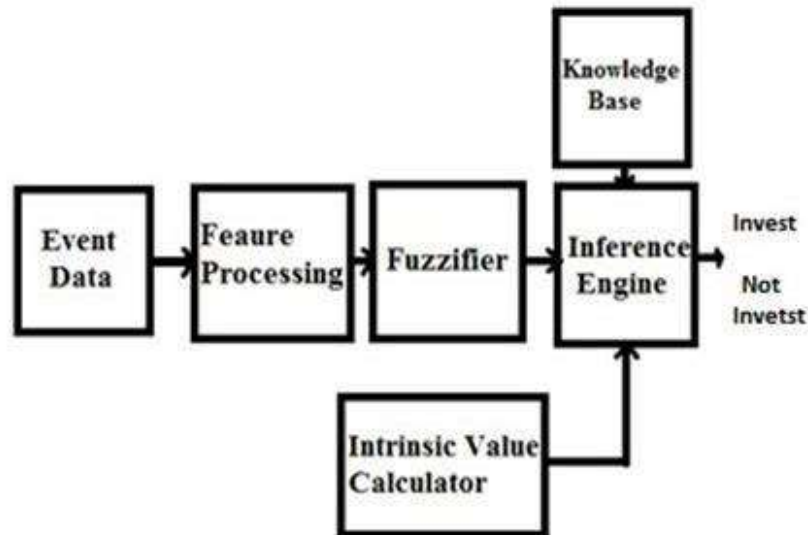 Knowledge
Base
Event
Data
Feaure
Processing
Fuzzifier
Inference
Engine
Invest
Not
Invetst
Intrinsic Value
Calculator